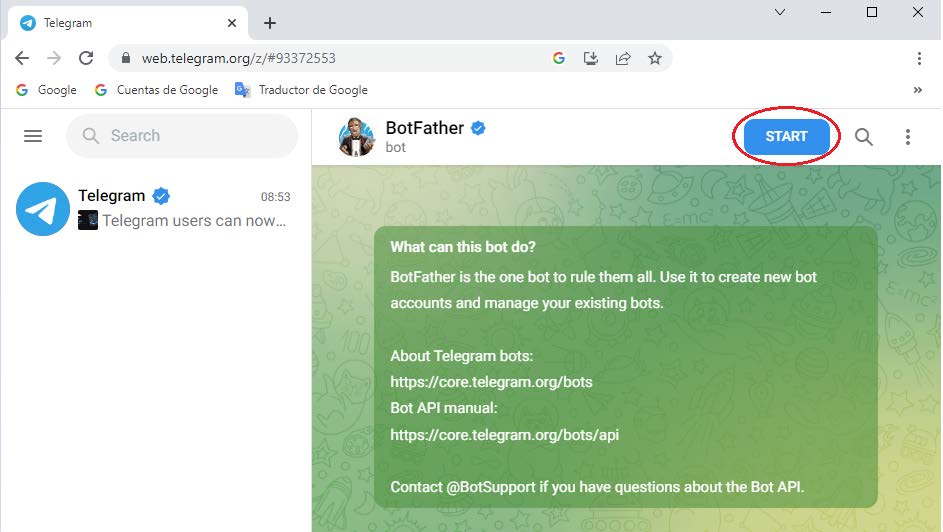 Telegram
web.telegram.org/z/#93372553
Google
Cuentas de Google
Traductor de Google
Search
BotFather
bot
START
Telegram
08:53
Telegram users can now...
What can this bot do?
BotFather is the one bot to rule them all. Use it to create new bot
accounts and manage your existing bots.
About Telegram bots:
https://core.telegram.org/bots
Bot API manual:
https://core.telegram.org/bots/api
Contact @BotSupport if you have questions about the Bot API.
E=mc²